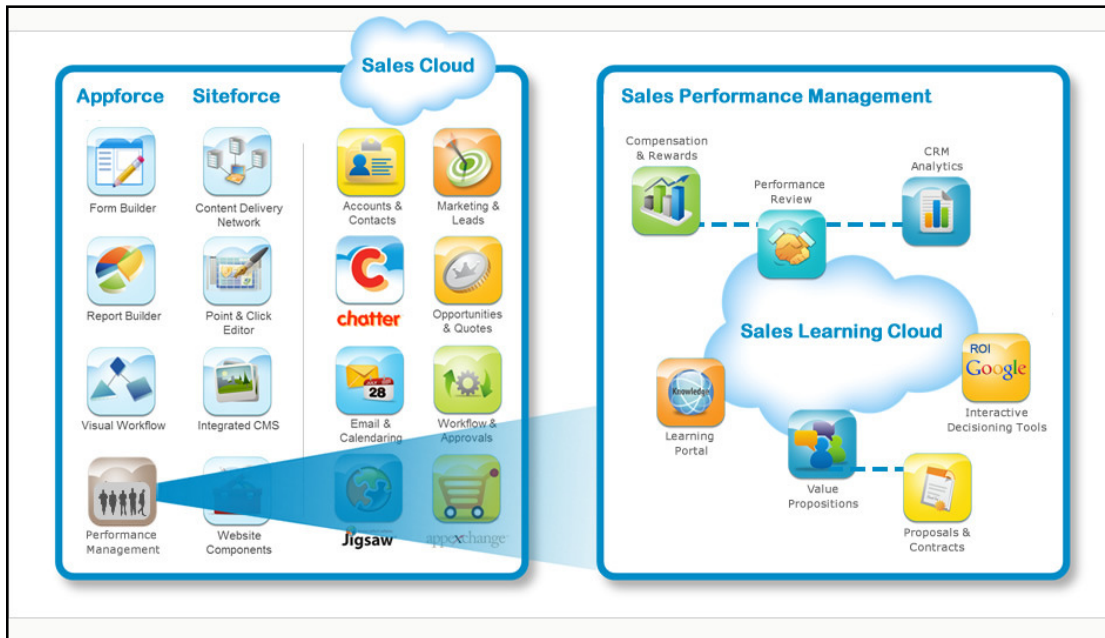 Sales Cloud
Appforce
Siteforce
Form Builder
Content Delivery
Network
Accounts &
Contacts
Marketing &
Leads
Report Builder
Point & Click
Editor
chatter
Opportunities
& Quotes
28
Visual Workflow
Integrated CMS
Email &
Calendaring
Workflow &
Approvals
Performance
Management
Website
Components
Jigsaw
appexchange
Sales Performance Management
Compensation
& Rewards
Performance
Review
CRM
Analytics
Sales Learning Cloud
Knowledge
Learning
Portal
ROI
Google
Interactive
Decisioning Tools
Value
Propositions
Proposals &
Contracts